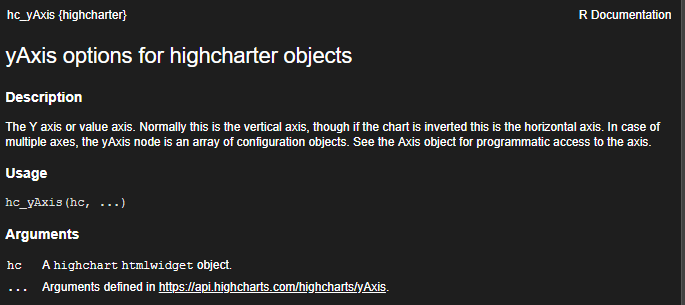 hc_yAxis {highcharter} R Documentation
yAxis options for highcharter objects
Description
The Y axis or value axis. Normally this is the vertical axis, though if the chart is inverted this is the horizontal axis. In case of
multiple axes, the yAxis node is an array of configuration objects. See the Axis object for programmatic access to the axis.
Usage
hc_yAxis(hc, ...)
Arguments
hc A highchart htmlwidget object.
... Arguments defined in https://api.highcharts.com/highcharts/yAxis.